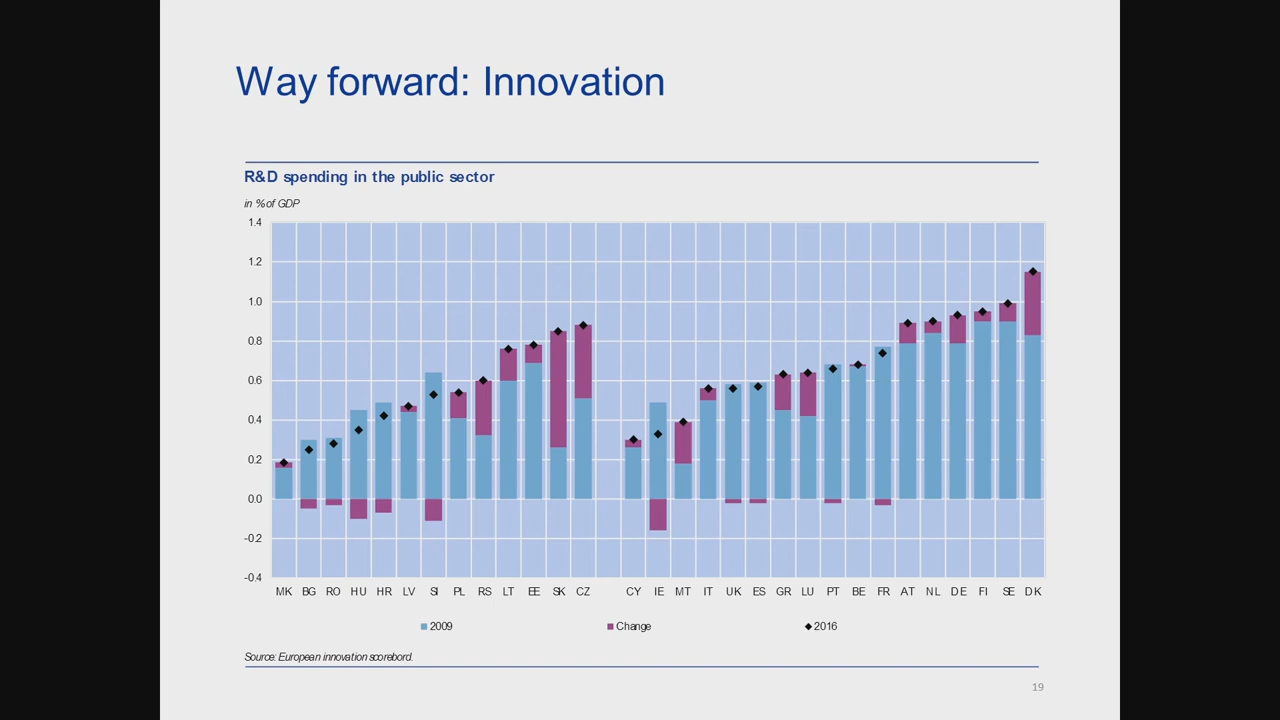 Way forward: Innovation
R&D spending in the public sector
in % of GDP
1.4
1.2
1.0
0.8
0.6
0.4
0.2
0.0
-0.2
-0.4
MK BG RO HU HR LV SI PL RS LT EE SK CZ CY IE MT IT UK ES GR LU PT BE FR AT NL DE FI SE DK
2009 Change 2016
Source: European innovation scorebord.
19